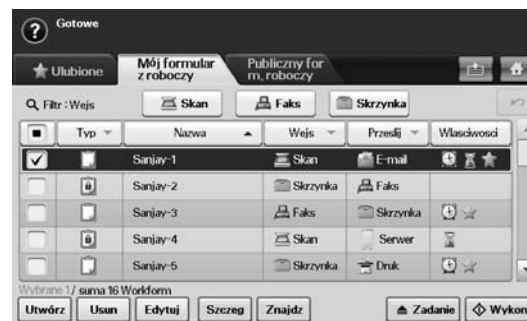 Gotowe
Ulubione
Mój formular
z roboczy
Publiczny for
m, roboczy
Filtr : Wejs
Skan
Faks
Skrzynka
Typ Nazwa Wejs Prześlij Wlasciwosci
Sanjay-1 Skan E-mail
Sanjay-2 Skrzynka Faks
Sanjay-3 Faks Skrzynka
Sanjay-4 Skan Serwer
Sanjay-5 Skrzynka Druk
Wybrane 1/ suma 16 Workform
Utwórz Usun Edytuj Szczeg Znajdz Zadanie Wykon